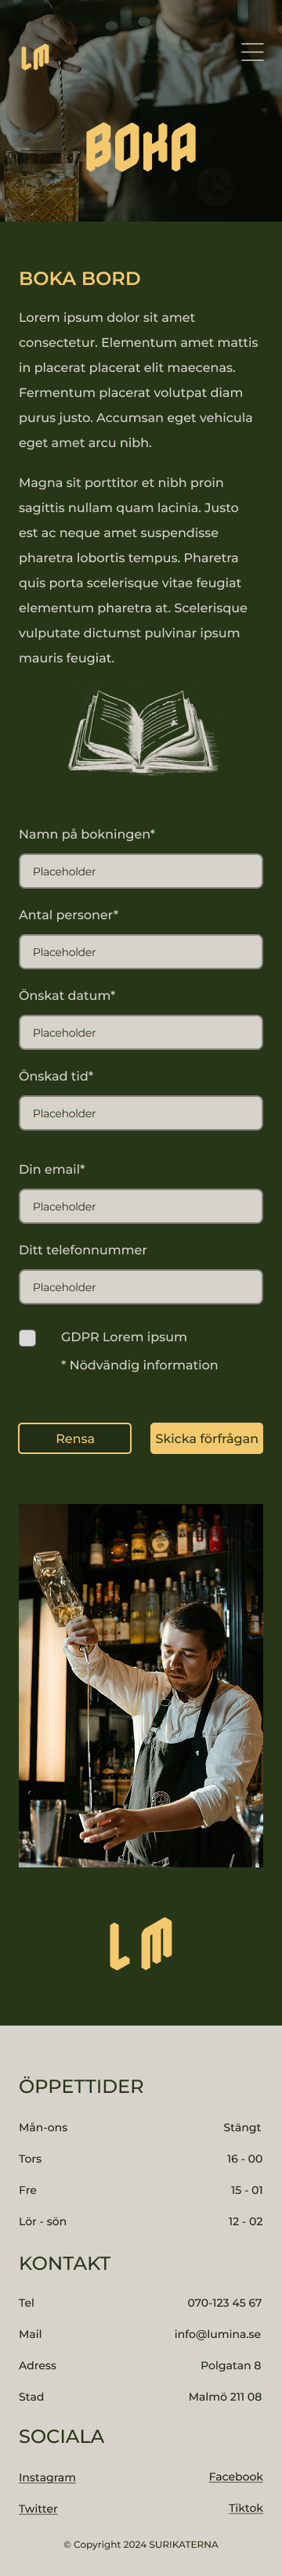 LM
BOKA
BOKA BORD
Lorem ipsum dolor sit amet
consectetur. Elementum amet mattis
in placerat placerat elit maecenas.
Fermentum placerat volutpat diam
purus justo. Accumsan eget vehicula
eget amet arcu nibh.
Magna sit porttitor et nibh proin
sagittis nullam quam lacinia. Justo
est ac neque amet suspendisse
pharetra lobortis tempus. Pharetra
quis porta scelerisque vitae feugiat
elementum pharetra at. Scelerisque
vulputate dictumst pulvinar ipsum
mauris feugiat.
Namn på bokningen*
Placeholder
Antal personer*
Placeholder
Önskat datum*
Placeholder
Önskad tid*
Placeholder
Din email*
Placeholder
Ditt telefonnummer
Placeholder
GDPR Lorem ipsum
* Nödvändig information
Rensa Skicka förfrågan
LM
ÖPPETTIDER
Mån-ons Stängt
Tors 16 - 00
Fre 15 - 01
Lör - sön 12 - 02
KONTAKT
Tel 070-123 45 67
Mail info@lumina.se
Adress Polgatan 8
Stad Malmö 211 08
SOCIALA
Instagram Facebook
Twitter Tiktok
© Copyright 2024 SURIKATERNA